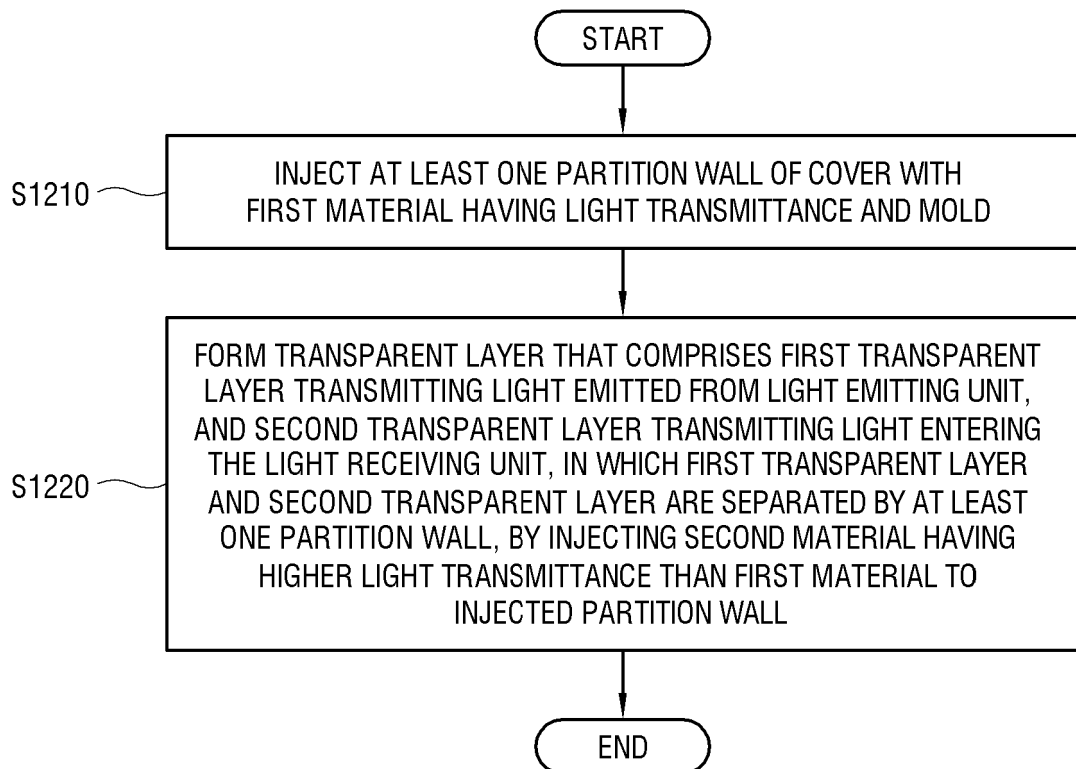 START
S1210
INJECT AT LEAST ONE PARTITION WALL OF COVER WITH
FIRST MATERIAL HAVING LIGHT TRANSMITTANCE AND MOLD
S1220
FORM TRANSPARENT LAYER THAT COMPRISES FIRST TRANSPARENT
LAYER TRANSMITTING LIGHT EMITTED FROM LIGHT EMITTING UNIT,
AND SECOND TRANSPARENT LAYER TRANSMITTING LIGHT ENTERING
THE LIGHT RECEIVING UNIT, IN WHICH FIRST TRANSPARENT LAYER
AND SECOND TRANSPARENT LAYER ARE SEPARATED BY AT LEAST
ONE PARTITION WALL, BY INJECTING SECOND MATERIAL HAVING
HIGHER LIGHT TRANSMITTANCE THAN FIRST MATERIAL TO
INJECTED PARTITION WALL
END